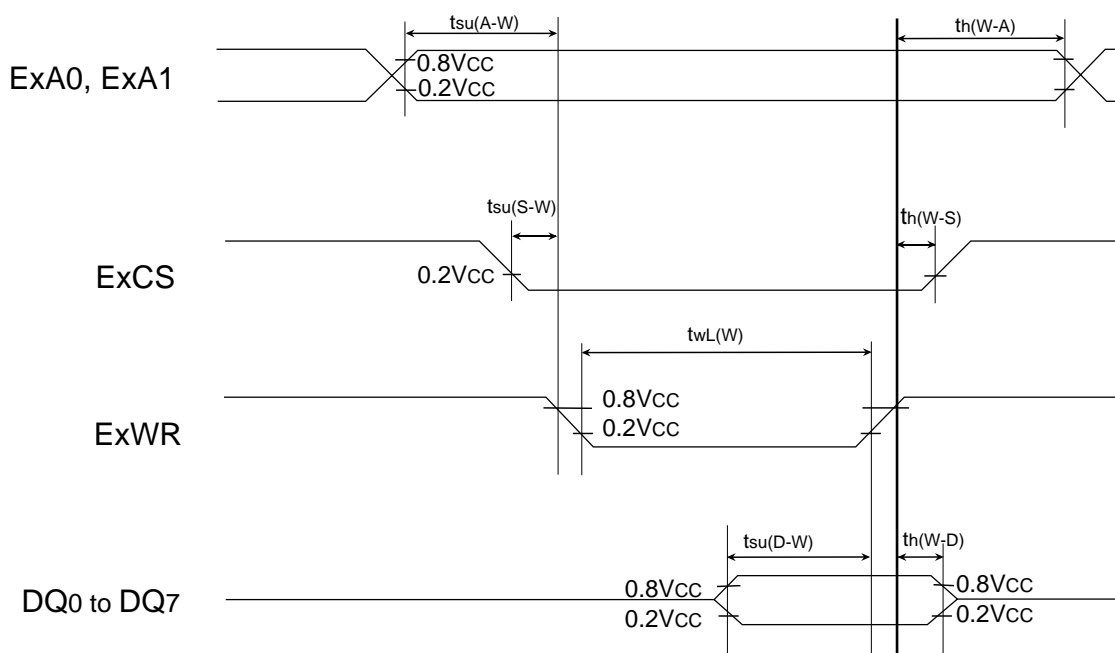 tsu(A-W)
th(W-A)
ExA0, ExA1
0.8VCC
0.2VCC
tsu(S-W)
th(W-S)
ExCS
0.2VCC
twL(W)
ExWR
0.8VCC
0.2VCC
tsu(D-W)
th(W-D)
DQ0 to DQ7
0.8VCC
0.8VCC
0.2VCC
0.2VCC